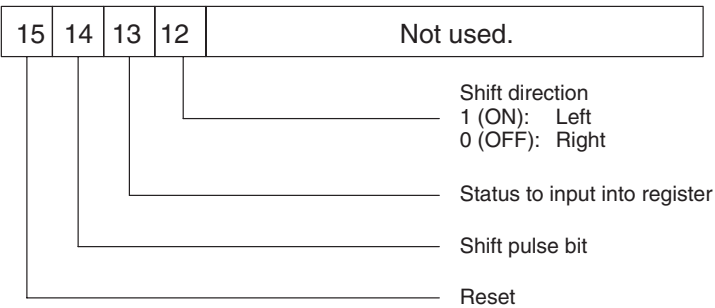 15 14 13 12 Not used.
Shift direction
1 (ON): Left
0 (OFF): Right
Status to input into register
Shift pulse bit
Reset